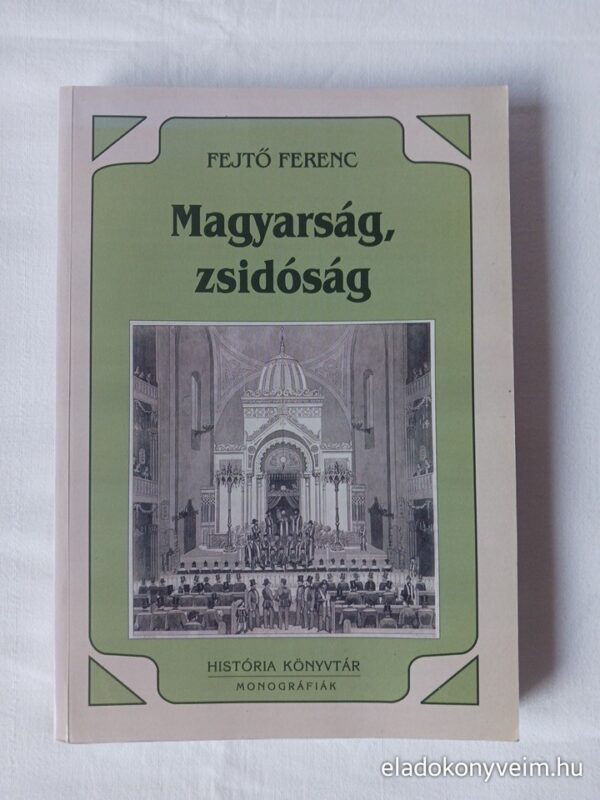 FEJTŐ FERENC
Magyarság,
zsidóság
HISTÓRIA KÖNYVTÁR
MONOGRÁFIÁK
eladokonyveim.hu